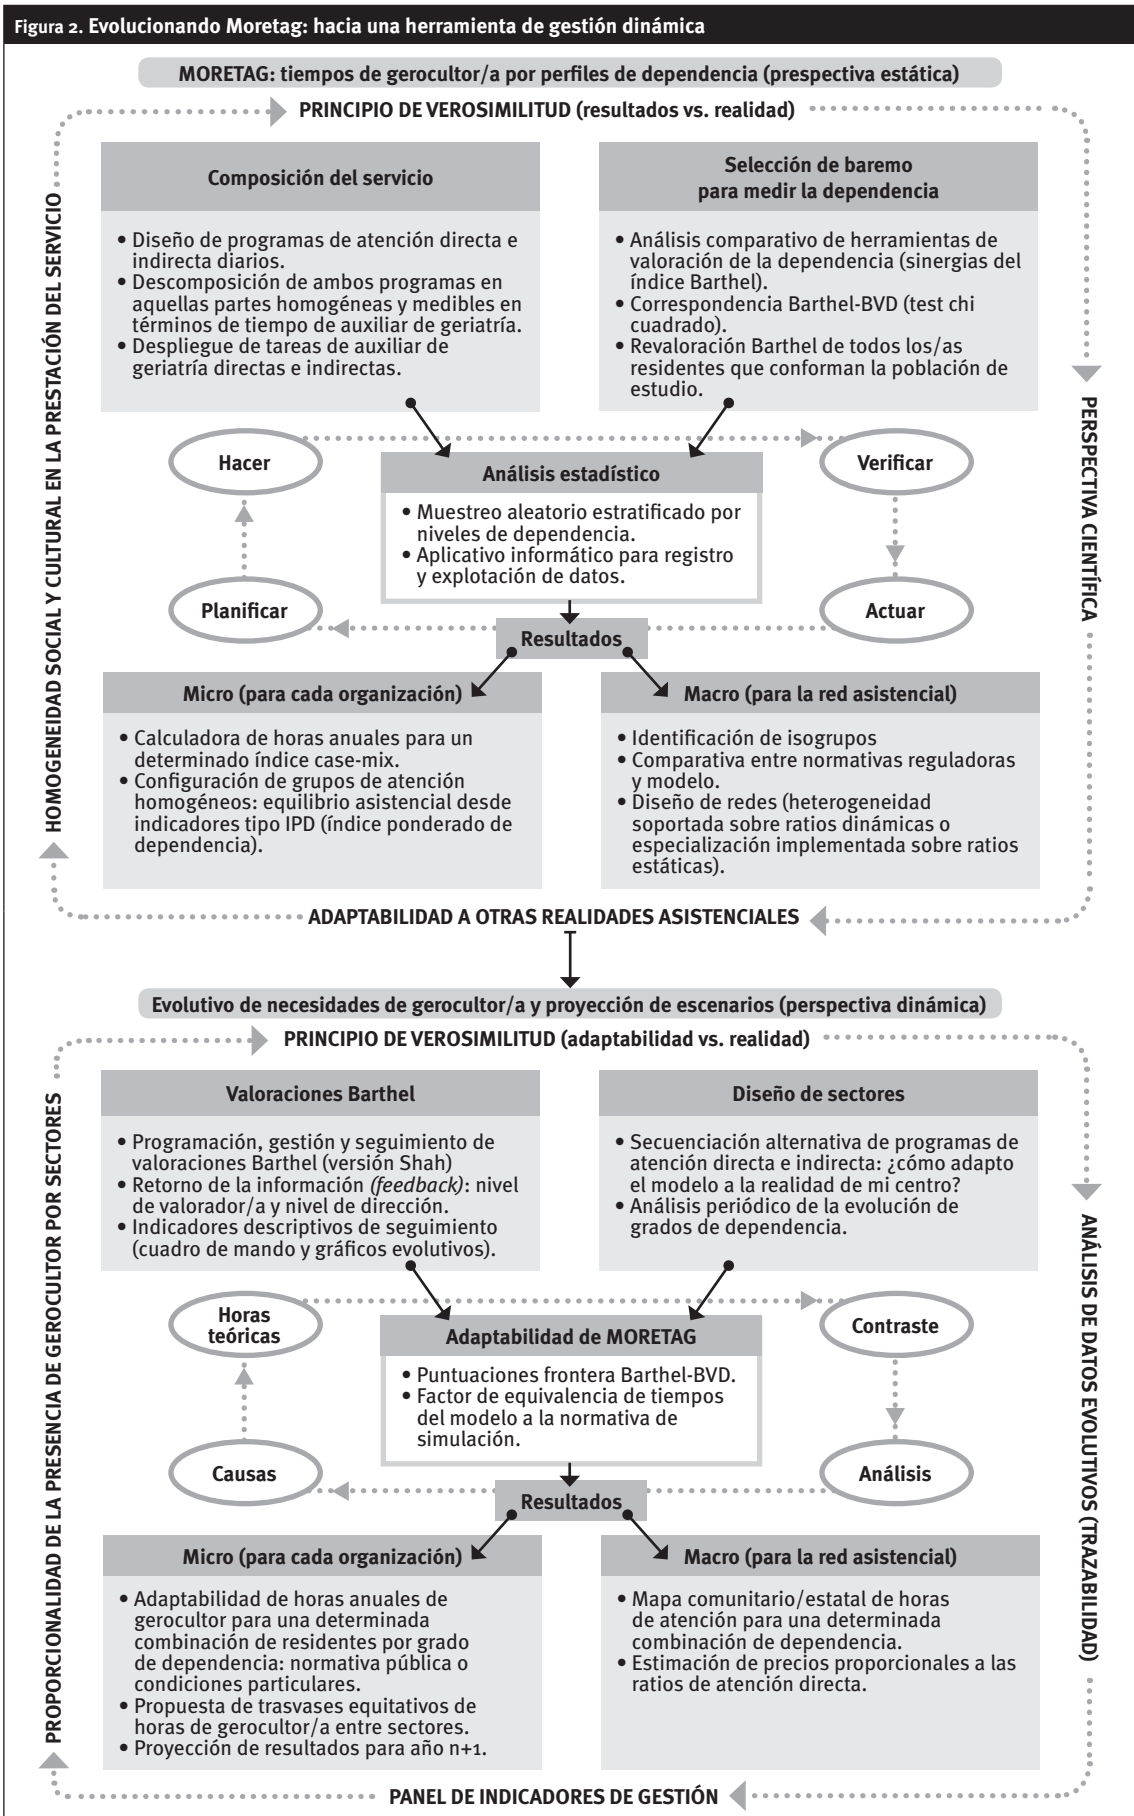 Figura 2. Evolucionando Moretag: hacia una herramienta de gestión dinámica
MORETAG: tiempos de gerocultor/a por perfiles de dependencia (prespectiva estática)
PRINCIPIO DE VEROSIMILITUD (resultados vs. realidad)
HOMOGENEIDAD SOCIAL Y CULTURAL EN LA PRESTACIÓN DEL SERVICIO
Composición del servicio
• Diseño de programas de atención directa e
indirecta diarios.
• Descomposición de ambos programas en
aquellas partes homogéneas y medibles en
términos de tiempo de auxiliar de geriatría.
• Despliegue de tareas de auxiliar de
geriatría directas e indirectas.
Selección de baremo
para medir la dependencia
• Análisis comparativo de herramientas de
valoración de la dependencia (sinergias del
índice Barthel).
• Correspondencia Barthel-BVD (test chi
cuadrado).
• Revaloración Barthel de todos los/as
residentes que conforman la población de
estudio.
PERSPECTIVA CIENTÍFICA
Hacer
Verificar
Análisis estadístico
• Muestreo aleatorio estratificado por
niveles de dependencia.
• Aplicativo informático para registro
y explotación de datos.
Planificar
Actuar
Resultados
Micro (para cada organización)
• Calculadora de horas anuales para un
determinado índice case-mix.
• Configuración de grupos de atención
homogéneos: equilibrio asistencial desde
indicadores tipo IPD (índice ponderado de
dependencia).
Macro (para la red asistencial)
• Identificación de isogrupos
• Comparativa entre normativas reguladoras
y modelo.
• Diseño de redes (heterogeneidad
soportada sobre ratios dinámicas o
especialización implementada sobre ratios
estáticas).
ADAPTABILIDAD A OTRAS REALIDADES ASISTENCIALES
Evolutivo de necesidades de gerocultor/a y proyección de escenarios (perspectiva dinámica)
PRINCIPIO DE VEROSIMILITUD (adaptabilidad vs. realidad)
PROPORCIONALIDAD DE LA PRESENCIA DE GEROCULTOR POR SECTORES
Valoraciones Barthel
• Programación, gestión y seguimiento de
valoraciones Barthel (versión Shah)
• Retorno de la información (feedback): nivel
de valorador/a y nivel de dirección.
• Indicadores descriptivos de seguimiento
(cuadro de mando y gráficos evolutivos).
Diseño de sectores
• Secuenciación alternativa de programas de
atención directa e indirecta: ¿cómo adapto
el modelo a la realidad de mi centro?
• Análisis periódico de la evolución de
grados de dependencia.
ANÁLISIS DE DATOS EVOLUTIVOS (TRAZABILIDAD)
Horas
teóricas
Contraste
Adaptabilidad de MORETAG
• Puntuaciones frontera Barthel-BVD.
• Factor de equivalencia de tiempos
del modelo a la normativa de
simulación.
Causas
Análisis
Resultados
Micro (para cada organización)
• Adaptabilidad de horas anuales de
gerocultor para una determinada
combinación de residentes por grado
de dependencia: normativa pública o
condiciones particulares.
• Propuesta de trasvases equitativos de
horas de gerocultor/a entre sectores.
• Proyección de resultados para año n+1.
Macro (para la red asistencial)
• Mapa comunitario/estatal de horas
de atención para una determinada
combinación de dependencia.
• Estimación de precios proporcionales a las
ratios de atención directa.
PANEL DE INDICADORES DE GESTIÓN